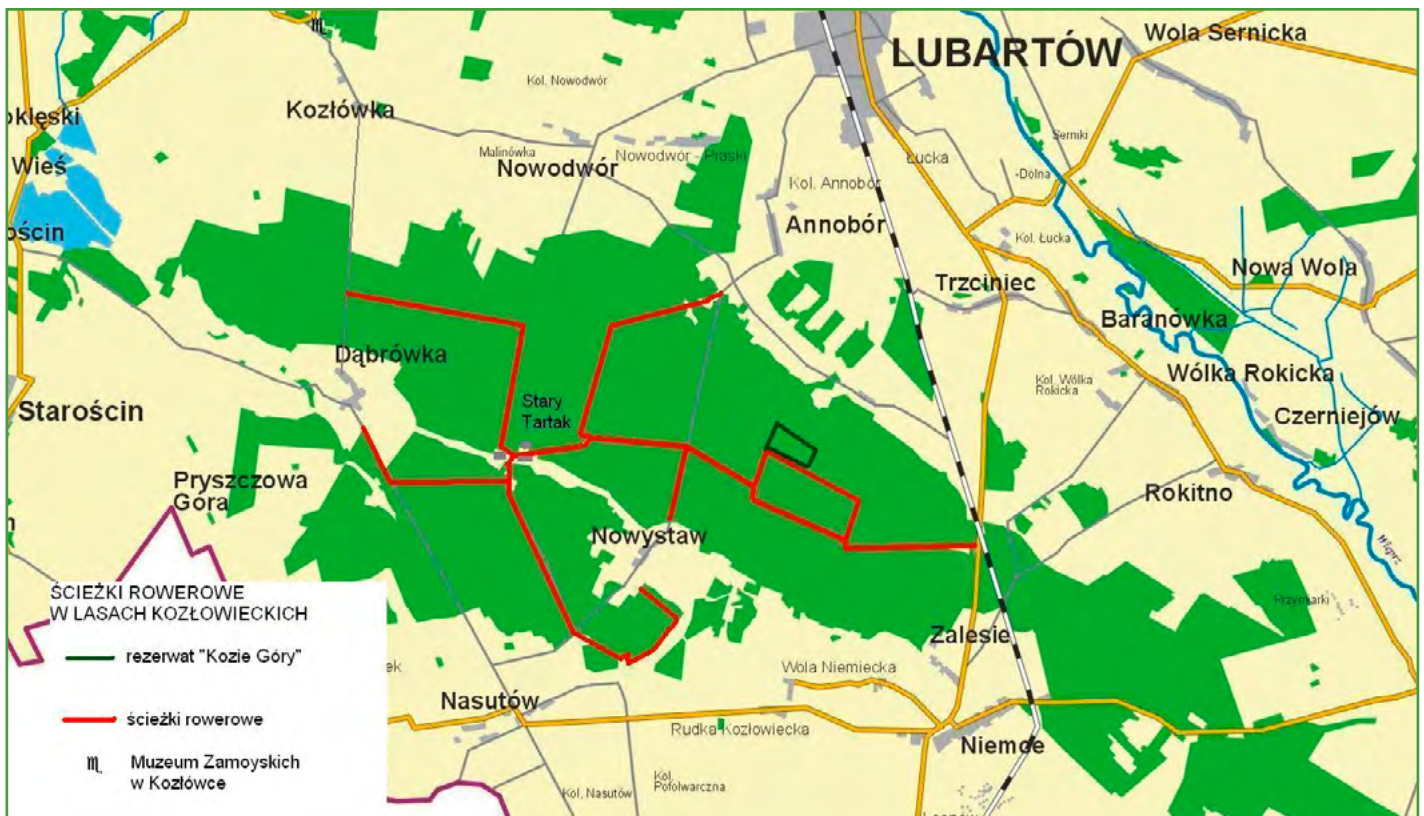 LUBARTÓW
Wola Sernicka
Kol. Nowodwór
Kozłówka
okłęski
Wieś
Malinówka
Nowodwór - Piaski
Nowodwór
Łucka
Serniki
-Dolna
Kol. Annobór
Annobór
ościn
Kol. Łucka
Trzciniec
Nowa Wola
Baranówka
Dąbrówka
Kol. Wólka
Rokicka
Wólka Rokicka
Stary
Tartak
Starościn
Czerniejów
Pryszczowa
Góra
Rokitno
Nowystaw
Wieprz
ŚCIEŻKI ROWEROWE
W LASACH KOZŁOWIECKICH
Przymiarki
Zalesie
rezerwat "Kozie Góry"
ek
Wola Niemiecka
Nasutów
ścieżki rowerowe
Rudka Kozłowiecka
Niemce
Muzeum Zamoyskich
w Kozłówce
Kol. Nasutów
Kol.
Pofolwarczna